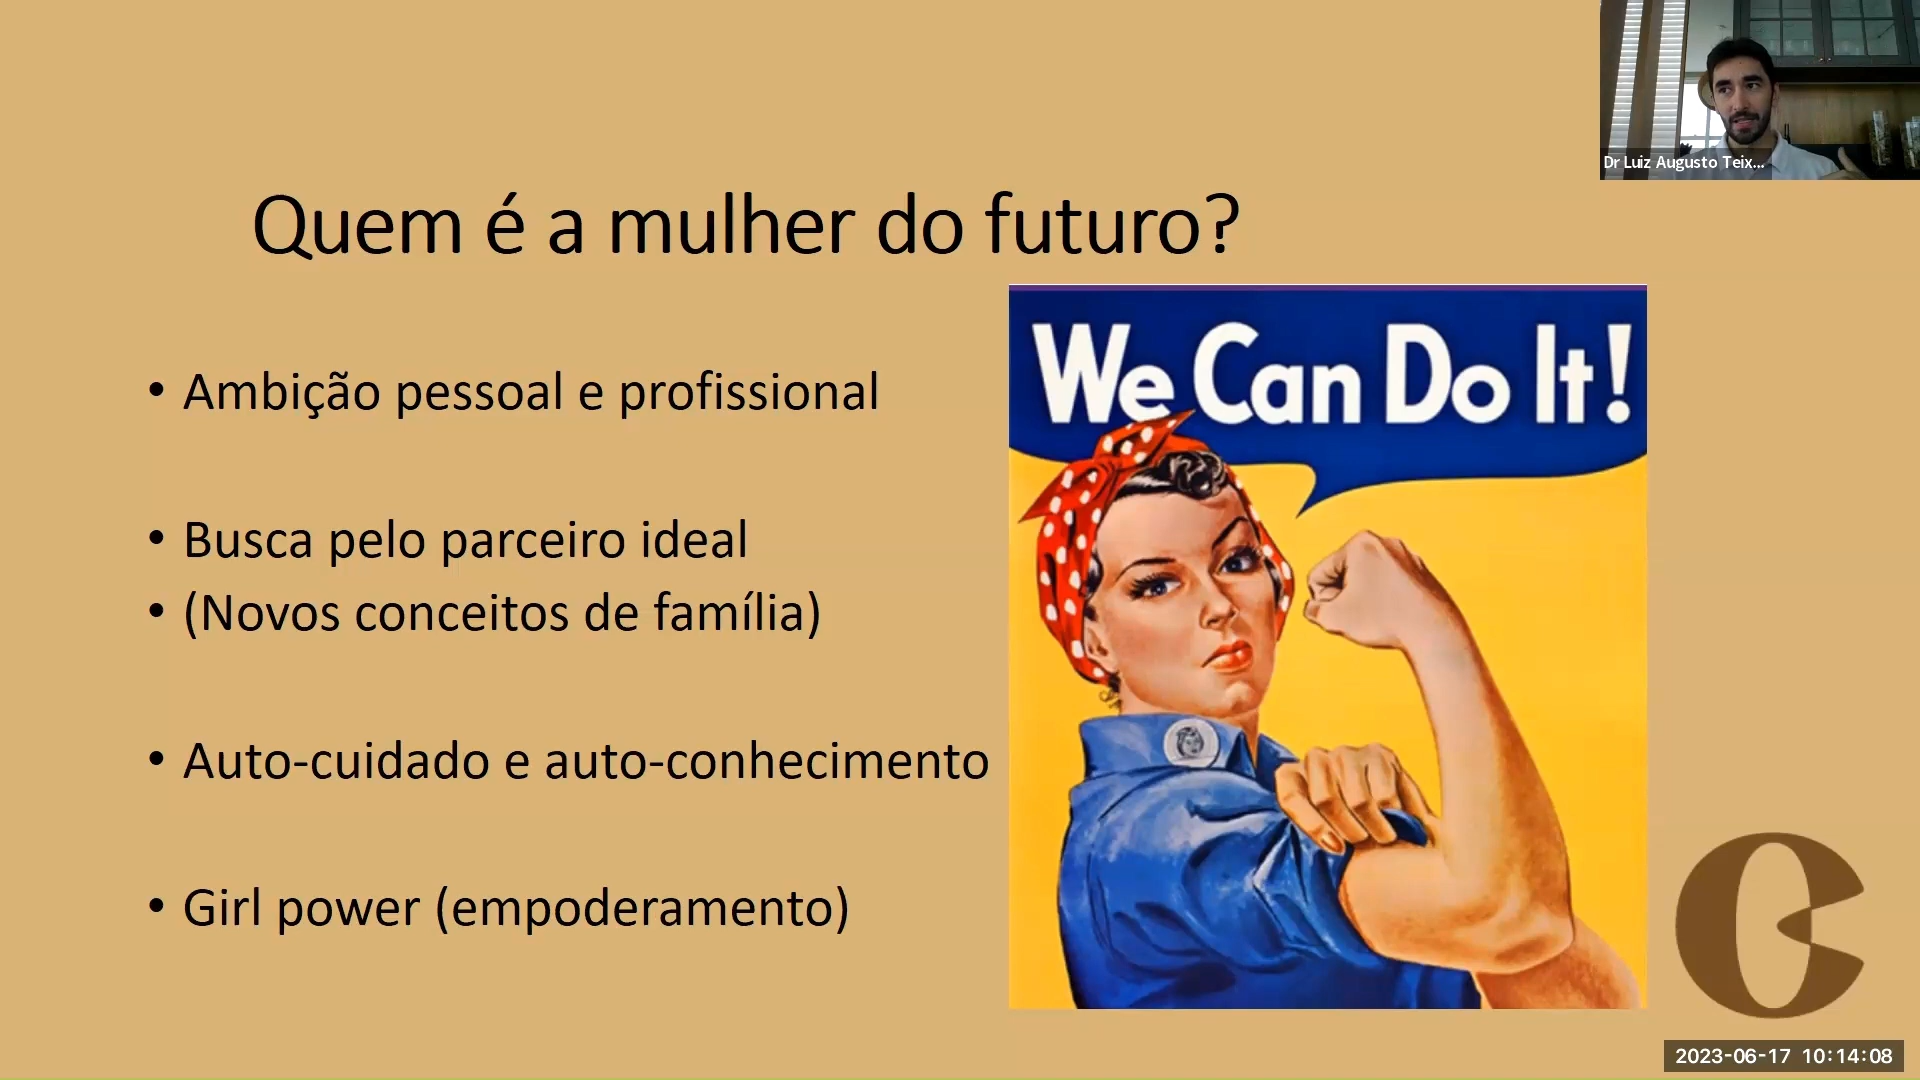 Dr Luiz Augusto Teix...
Quem é a mulher do futuro?
• Ambição pessoal e profissional
• Busca pelo parceiro ideal
• (Novos conceitos de família)
• Auto-cuidado e auto-conhecimento
• Girl power (empoderamento)
We Can Do It!
2023-06-17 10:14:08